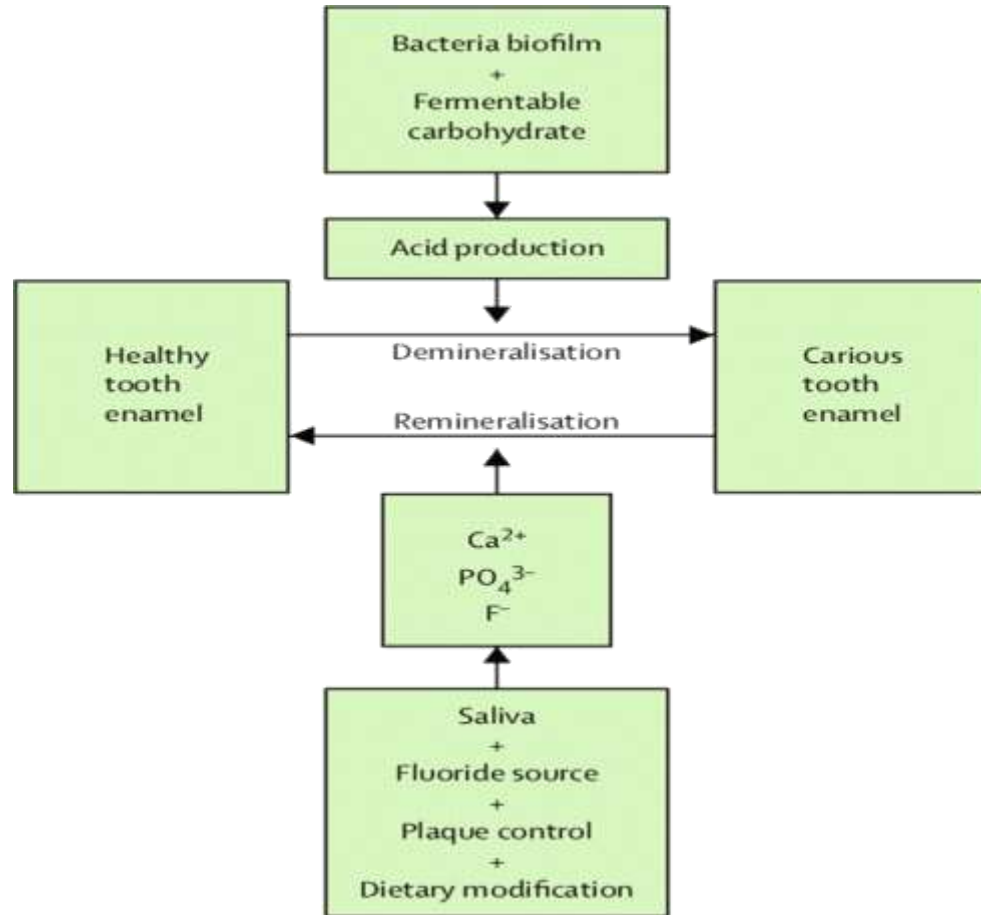 Bacteria biofilm
+
Fermentable
carbohydrate
Acid production
Healthy
tooth
enamel
Demineralisation
Remineralisation
Carious
tooth
enamel
Ca²⁺
PO₄³⁻
F⁻
Saliva
+
Fluoride source
+
Plaque control
+
Dietary modification